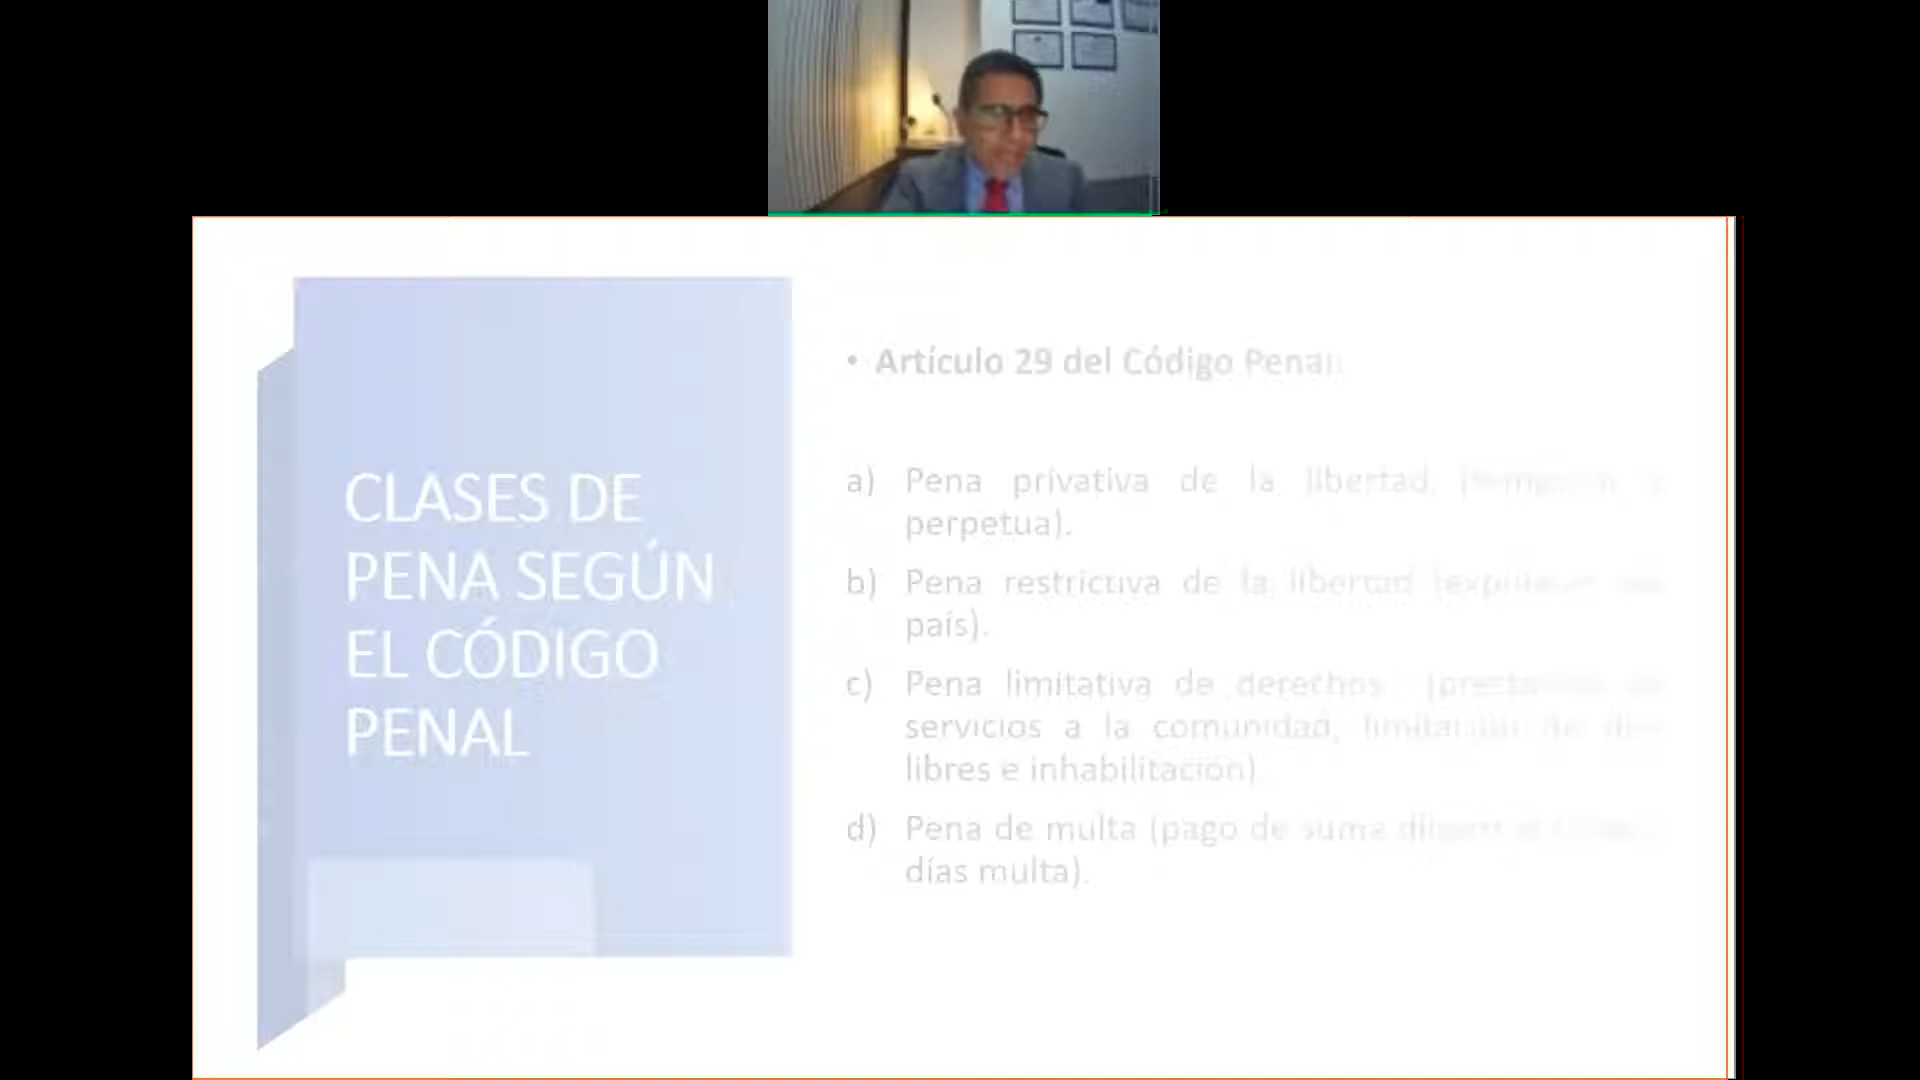 CLASES DE
PENA SEGÚN
EL CÓDIGO
PENAL
• Artículo 29 del Código Penal:
a) Pena privativa de la libertad (temporal o
perpetua).
b) Pena restrictiva de la libertad (expulsión del
país).
c) Pena limitativa de derechos (prestación de
servicios a la comunidad, limitación de días
libres e inhabilitación)
d) Pena de multa (pago de suma dinero
días multa).